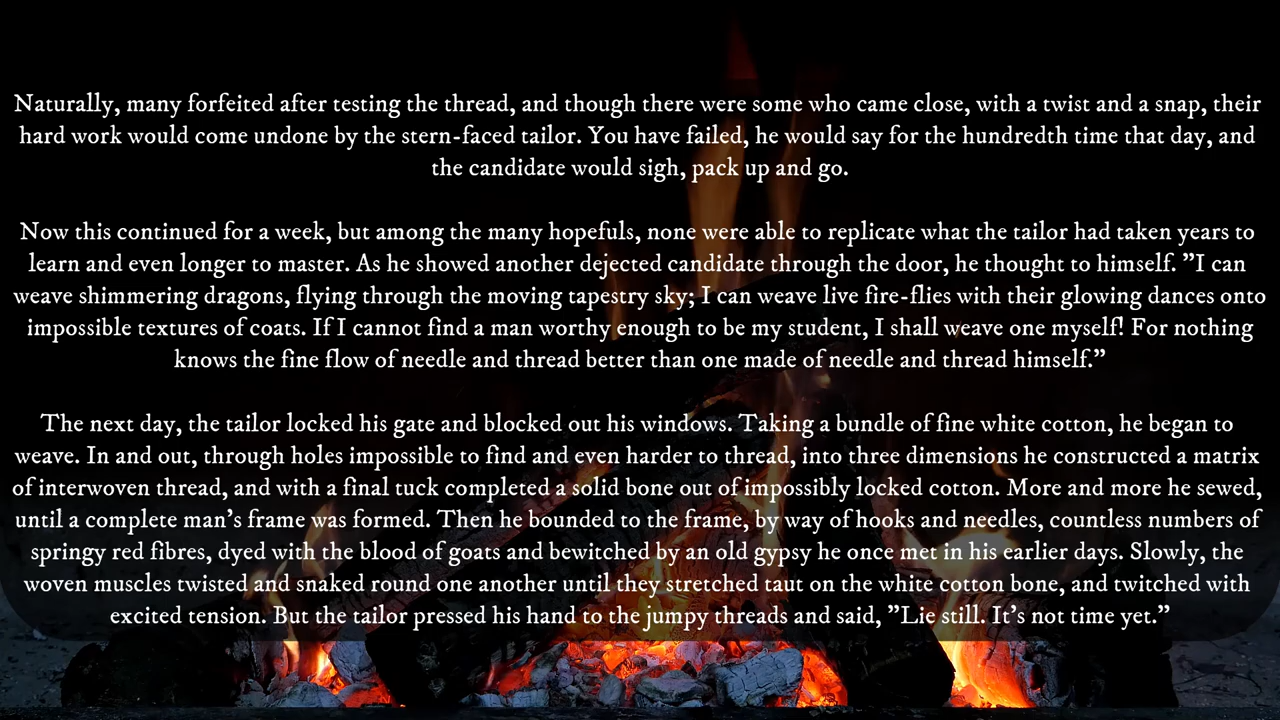 Naturally, many forfeited after testing the thread, and though there were some who came close, with a twist and a snap, their
hard work would come undone by the stern-faced tailor. You have failed, he would say for the hundredth time that day, and
the candidate would sigh, pack up and go.
Now this continued for a week, but among the many hopefuls, none were able to replicate what the tailor had taken years to
learn and even longer to master. As he showed another dejected candidate through the door, he thought to himself. "I can
weave shimmering dragons, flying through the moving tapestry sky; I can weave live fire-flies with their glowing dances onto
impossible textures of coats. If I cannot find a man worthy enough to be my student, I shall weave one myself! For nothing
knows the fine flow of needle and thread better than one made of needle and thread himself."
The next day, the tailor locked his gate and blocked out his windows. Taking a bundle of fine white cotton, he began to
weave. In and out, through holes impossible to find and even harder to thread, into three dimensions he constructed a matrix
of interwoven thread, and with a final tuck completed a solid bone out of impossibly locked cotton. More and more he sewed,
until a complete man's frame was formed. Then he bounded to the frame, by way of hooks and needles, countless numbers of
springy red fibres, dyed with the blood of goats and bewitched by an old gypsy he once met in his earlier days. Slowly, the
woven muscles twisted and snaked round one another until they stretched taut on the white cotton bone, and twitched with
excited tension. But the tailor pressed his hand to the jumpy threads and said, "Lie still. It's not time yet."